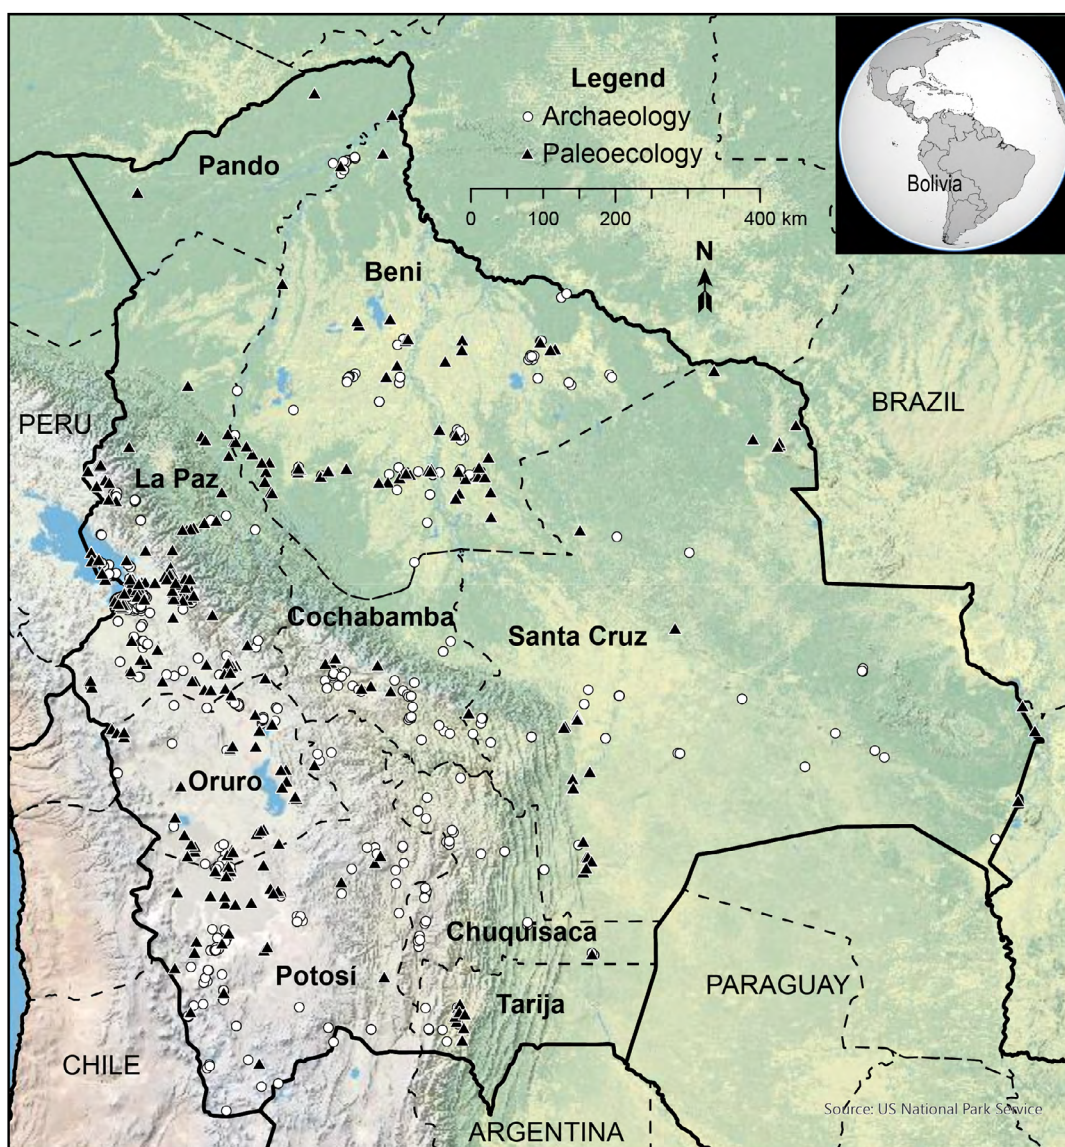 Legend
Archaeology
Paleoecology
0 100 200 400 km
N
Bolivia
Pando
Beni
PERU
BRAZIL
La Paz
Cochabamba
Santa Cruz
Oruro
Chuquisaca
Potosí
Tarija
PARAGUAY
CHILE
ARGENTINA
Source: US National Park Service